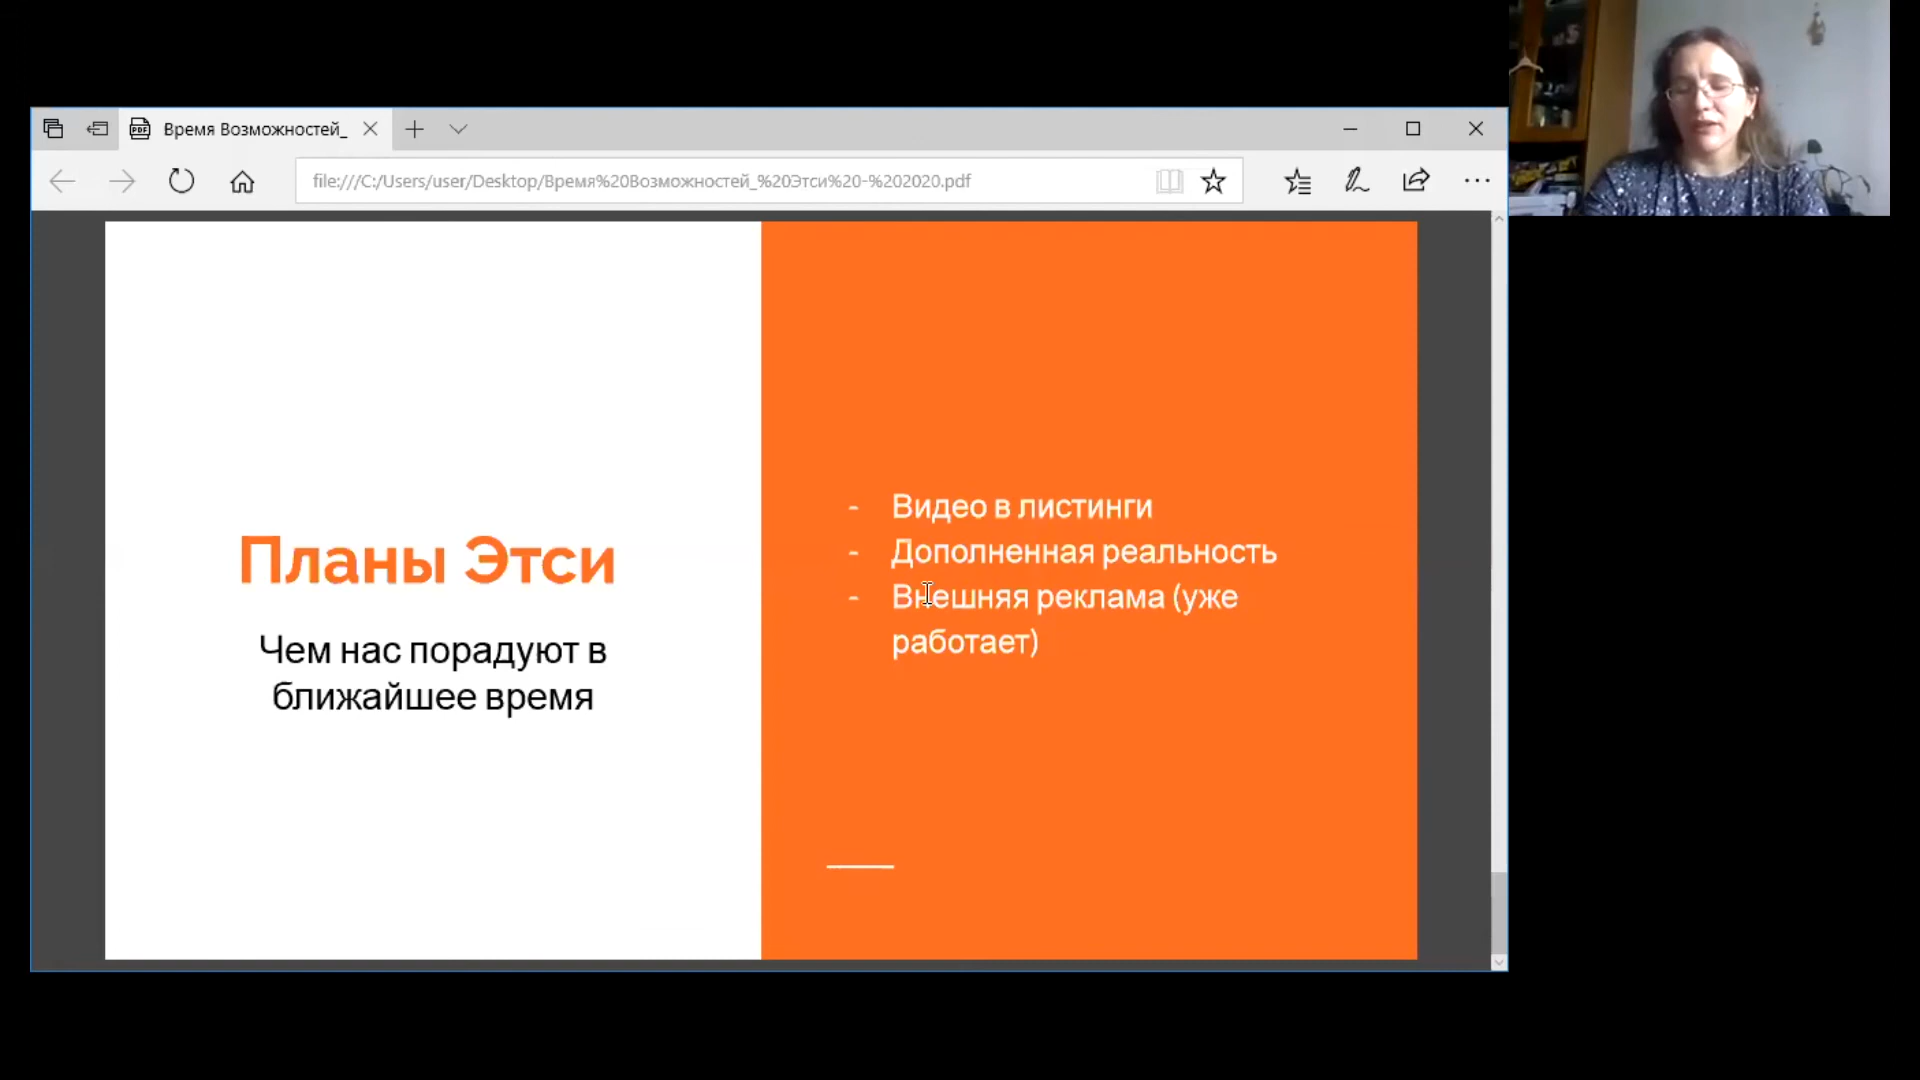 Время Возможностей_
file:///C:/Users/user/Desktop/Время%20Возможностей_%20Этси%20-%202020.pdf
Планы Этси
Чем нас порадуют в
ближайшее время
- Видео в листинги
- Дополненная реальность
- Внешняя реклама (уже
работает)